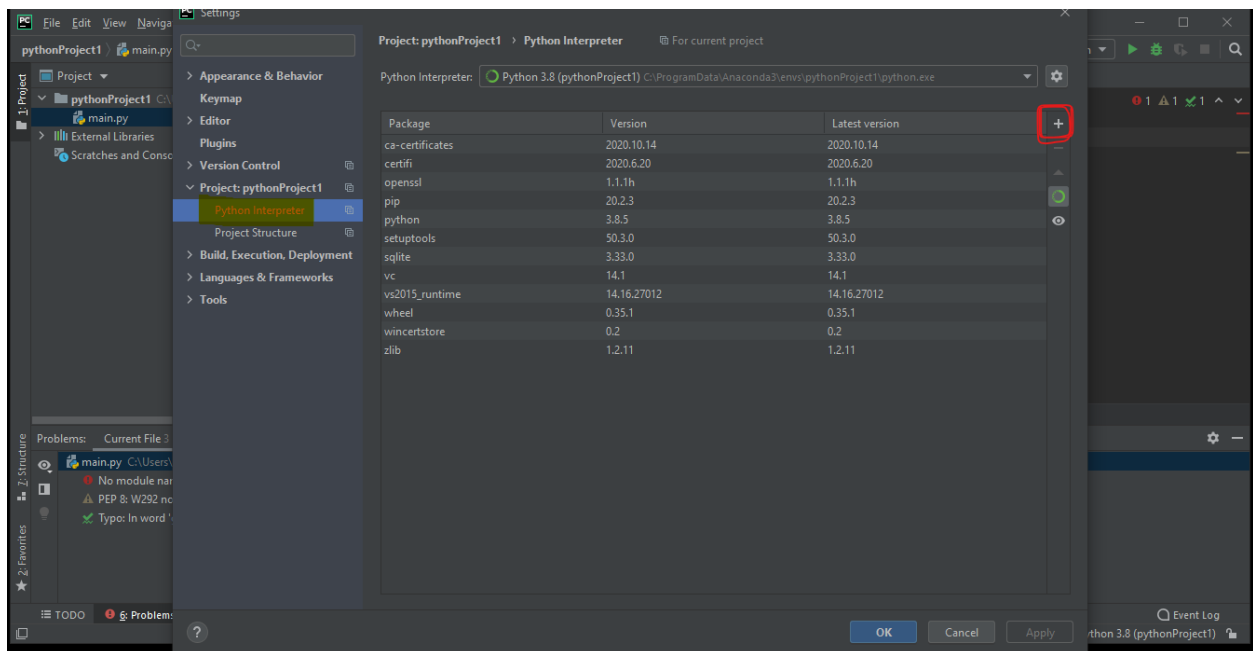 Settings
File Edit View Naviga
pythonProject1 main.py
Project: pythonProject1 › Python Interpreter For current project
Project
Python Interpreter: Python 3.8 (pythonProject1) C:\ProgramData\Anaconda3\envs\pythonProject1\python.exe
1: Project
pythonProject1 C:\
main.py
External Libraries
Scratches and Consc
Appearance & Behavior
Keymap
Editor
Plugins
Version Control
Project: pythonProject1
Python Interpreter
Project Structure
Build, Execution, Deployment
Languages & Frameworks
Tools
Package Version Latest version +
ca-certificates 2020.10.14 2020.10.14
certifi 2020.6.20 2020.6.20
openssl 1.1.1h 1.1.1h
pip 20.2.3 20.2.3
python 3.8.5 3.8.5
setuptools 50.3.0 50.3.0
sqlite 3.33.0 3.33.0
vc 14.1 14.1
vs2015_runtime 14.16.27012 14.16.27012
wheel 0.35.1 0.35.1
wincertstore 0.2 0.2
zlib 1.2.11 1.2.11
1 1 1
Problems: Current File 3
main.py C:\Users\
No module nar
PEP 8: W292 no
Typo: In word '
Z: Structure
2: Favorites
TODO 6: Problems
? OK Cancel Apply
Event Log
thon 3.8 (pythonProject1)